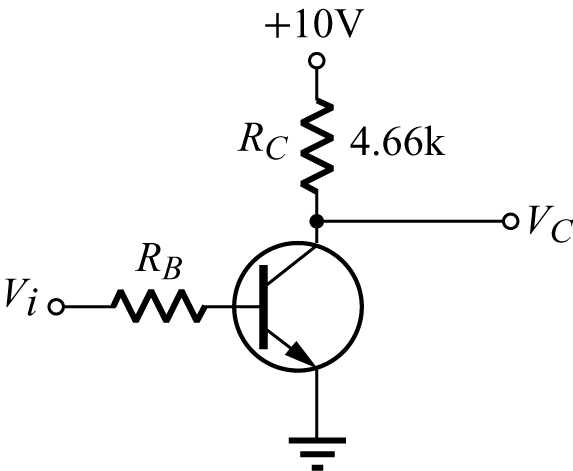 +10V
R_C 4.66k
V_C
R_B
V_i